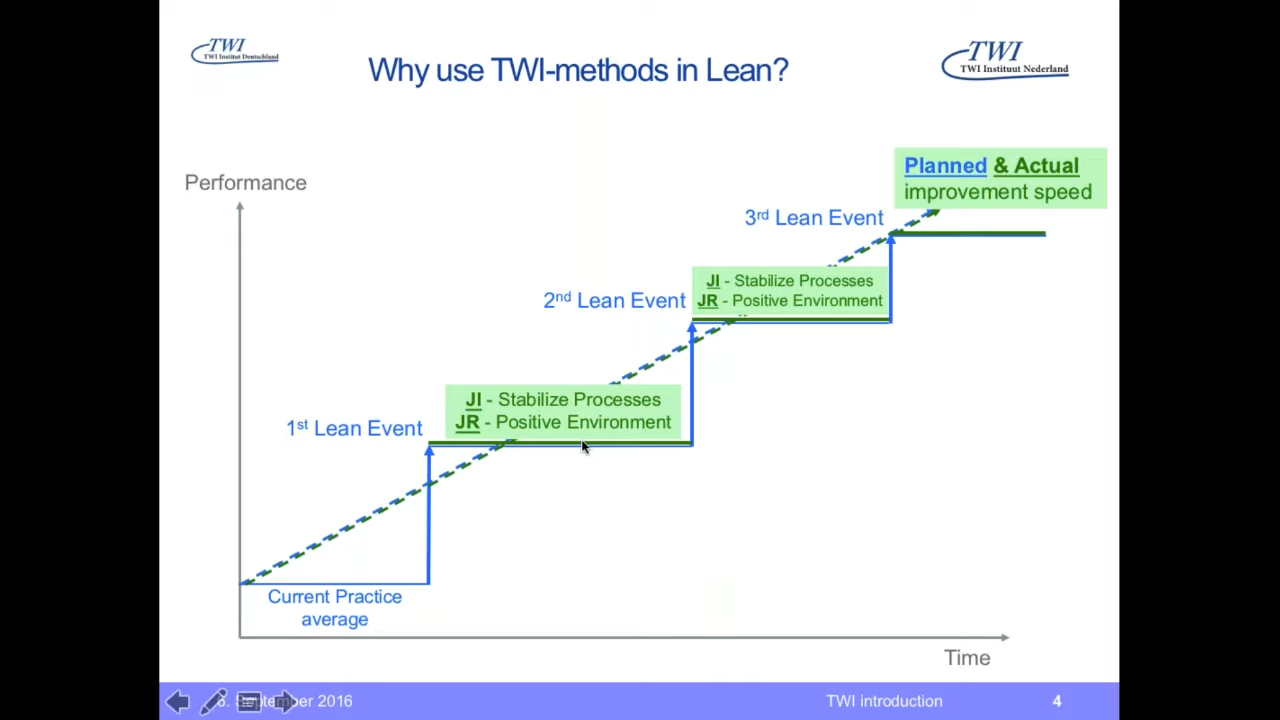 TWI
TWI Institut Deutschland
Why use TWI-methods in Lean?
TWI
TWI Instituut Nederland
Planned & Actual
improvement speed
Performance
3rd Lean Event
JI - Stabilize Processes
JR - Positive Environment
2nd Lean Event
JI - Stabilize Processes
JR - Positive Environment
1st Lean Event
Current Practice
average
Time
September 2016
TWI introduction
4